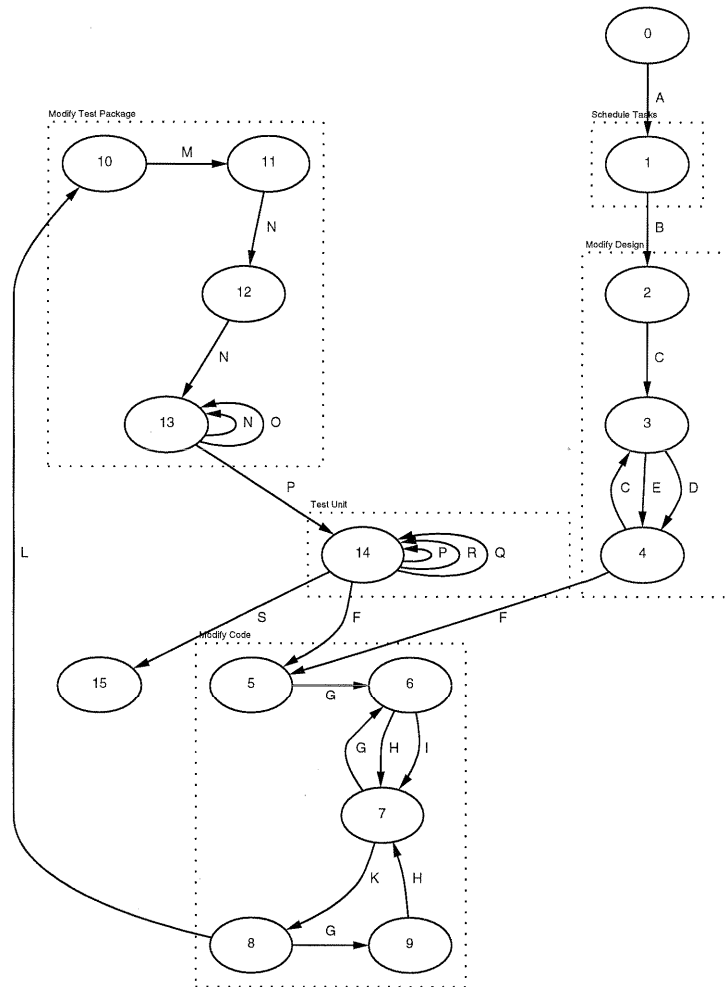 0
A
Modify Test Package
Schedule Tasks
10
M
11
1
N
B
Modify Design
12
2
N
C
13
N
O
3
P
C
E
D
Test Unit
14
P
R
Q
4
L
S
F
F
Modify Code
15
5
G
6
G
H
I
7
K
H
8
G
9